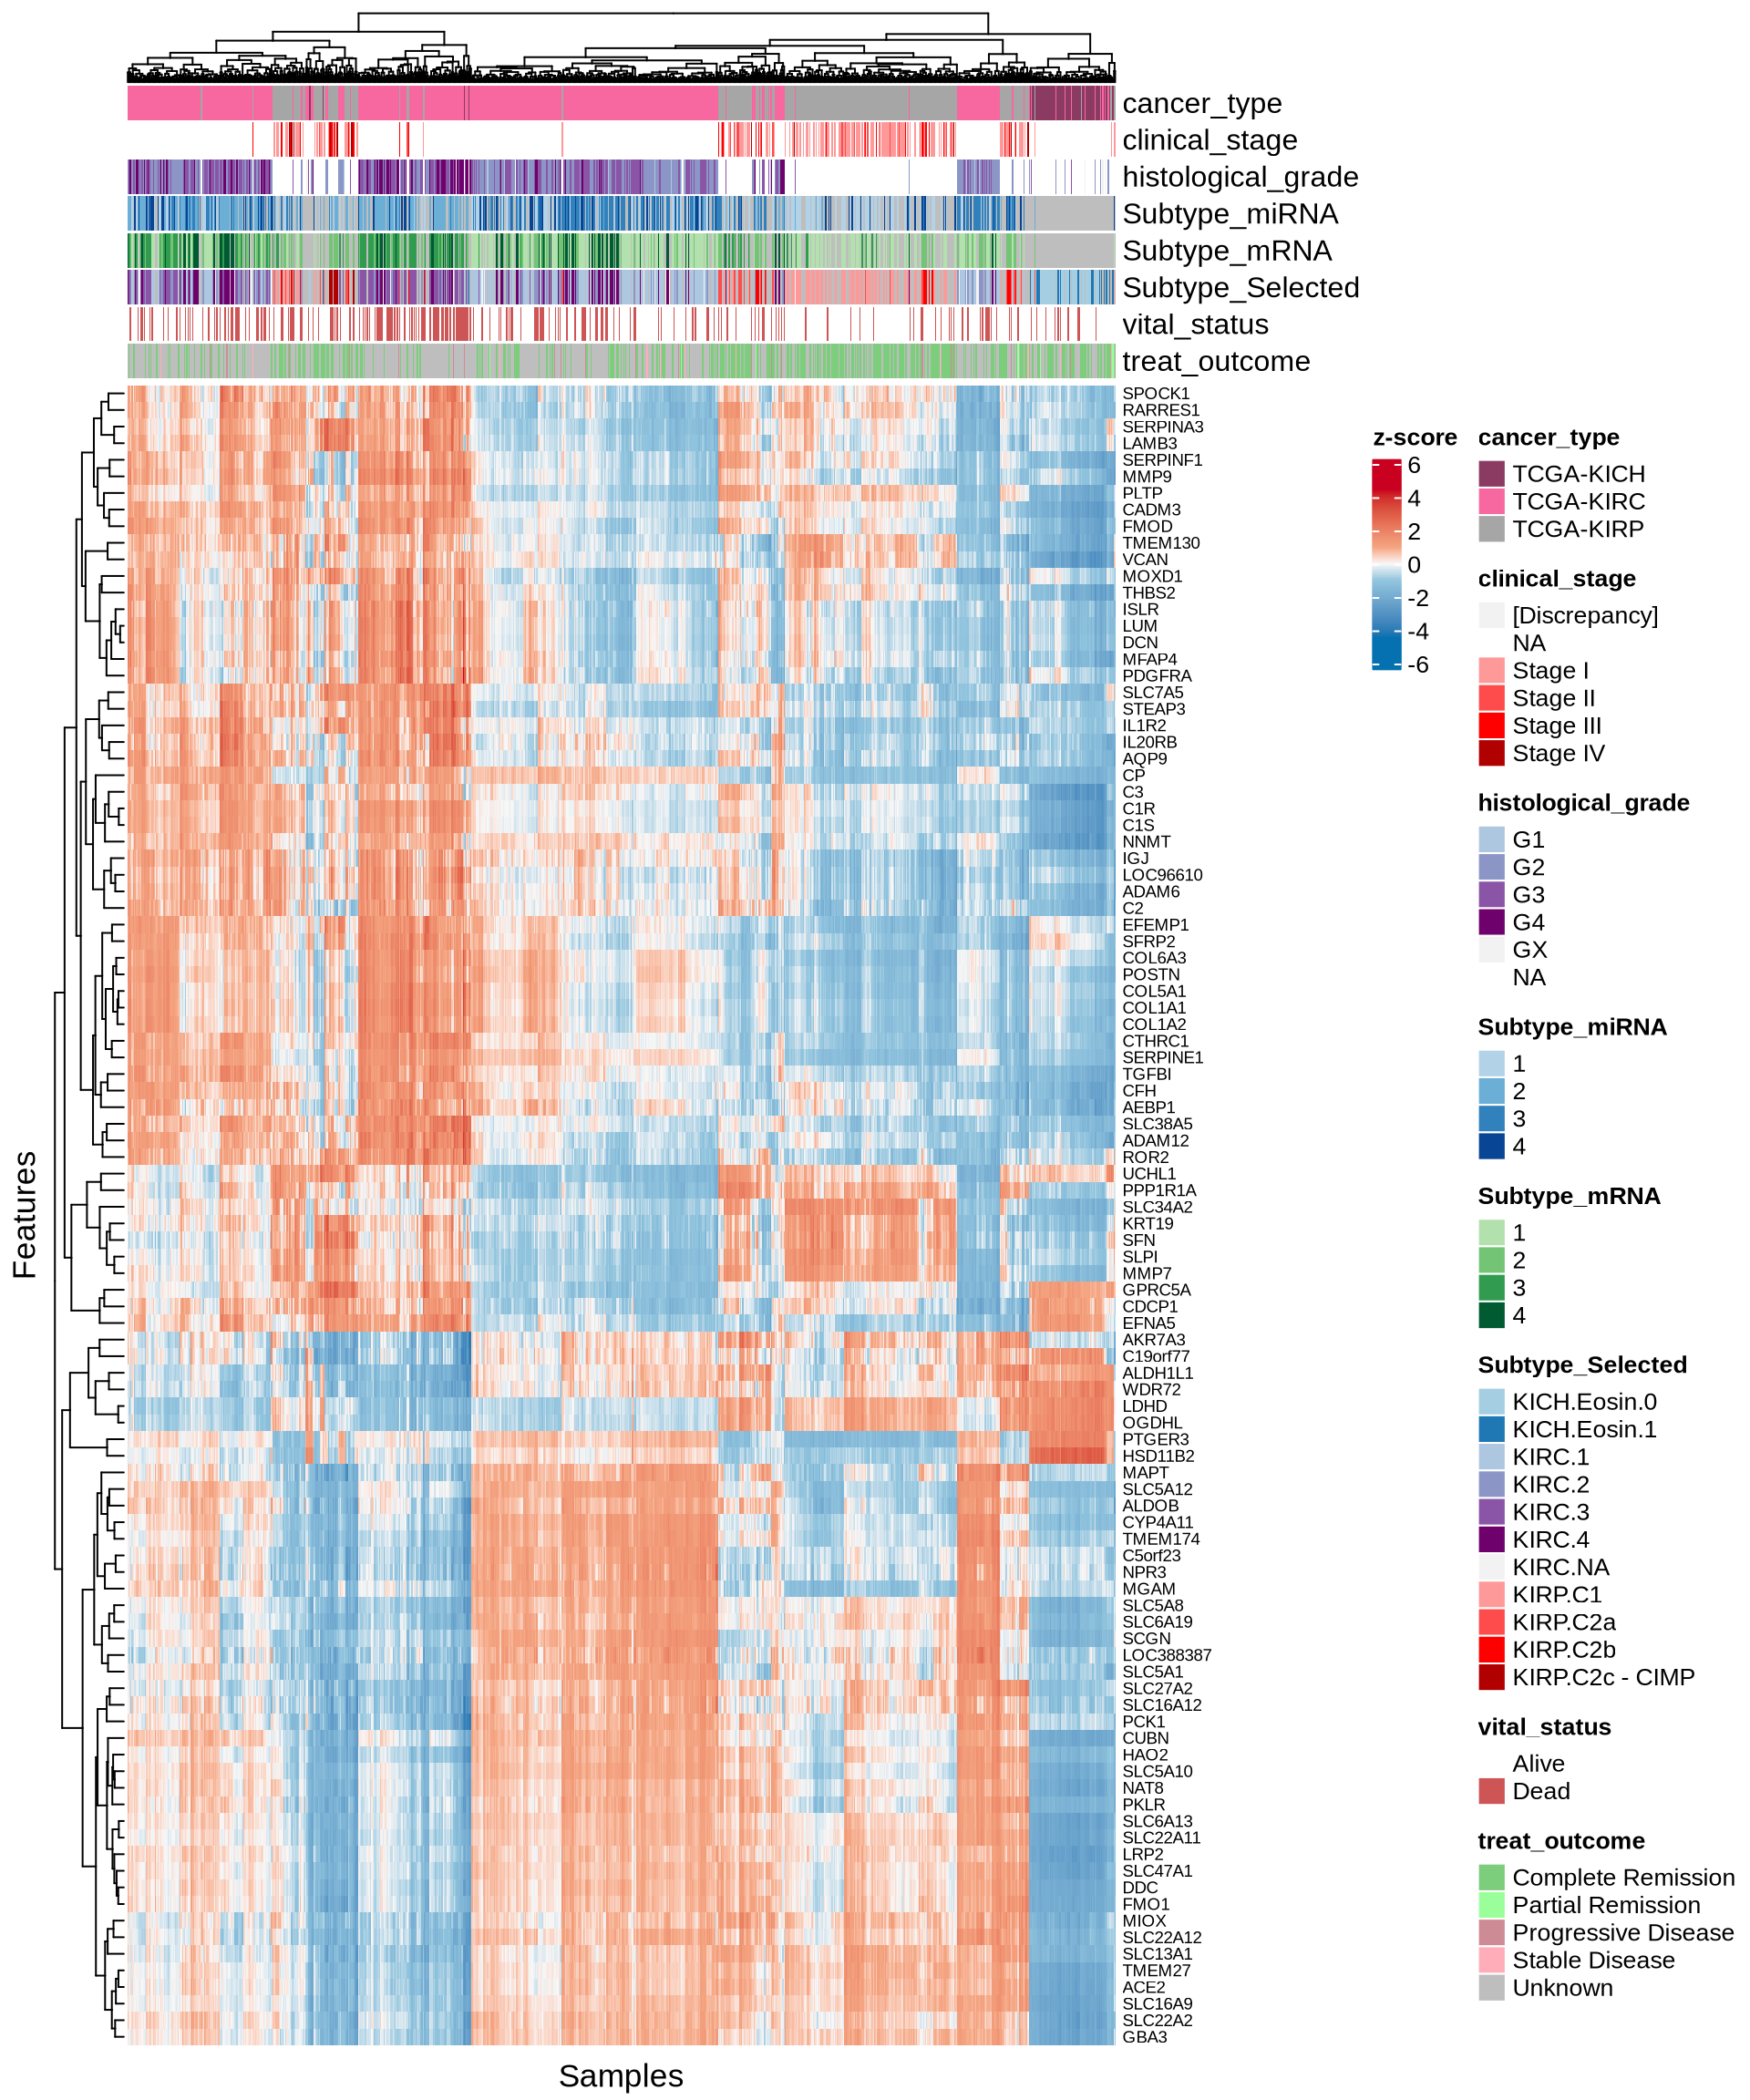 cancer_type
clinical_stage
histological_grade
Subtype_miRNA
Subtype_mRNA
Subtype_Selected
vital_status
treat_outcome
SPOCK1
RARRES1
SERPINA3
LAMB3
SERPINF1
MMP9
PLTP
CADM3
FMOD
TMEM130
VCAN
MOXD1
THBS2
ISLR
LUM
DCN
MFAP4
PDGFRA
SLC7A5
STEAP3
IL1R2
IL20RB
AQP9
CP
C3
C1R
C1S
NNMT
IGJ
LOC96610
ADAM6
C2
EFEMP1
SFRP2
COL6A3
POSTN
COL5A1
COL1A1
COL1A2
CTHRC1
SERPINE1
TGFBI
CFH
AEBP1
SLC38A5
ADAM12
ROR2
UCHL1
PPP1R1A
SLC34A2
KRT19
SFN
SLPI
MMP7
GPRC5A
CDCP1
EFNA5
AKR7A3
C19orf77
ALDH1L1
WDR72
LDHD
OGDHL
PTGER3
HSD11B2
MAPT
SLC5A12
ALDOB
CYP4A11
TMEM174
C5orf23
NPR3
MGAM
SLC5A8
SLC6A19
SCGN
LOC388387
SLC5A1
SLC27A2
SLC16A12
PCK1
CUBN
HAO2
SLC5A10
NAT8
PKLR
SLC6A13
SLC22A11
LRP2
SLC47A1
DDC
FMO1
MIOX
SLC22A12
SLC13A1
TMEM27
ACE2
SLC16A9
SLC22A2
GBA3
Features
Samples
z-score
6
4
2
0
-2
-4
-6
cancer_type
TCGA-KICH
TCGA-KIRC
TCGA-KIRP
clinical_stage
[Discrepancy]
NA
Stage I
Stage II
Stage III
Stage IV
histological_grade
G1
G2
G3
G4
GX
NA
Subtype_miRNA
1
2
3
4
Subtype_mRNA
1
2
3
4
Subtype_Selected
KICH.Eosin.0
KICH.Eosin.1
KIRC.1
KIRC.2
KIRC.3
KIRC.4
KIRC.NA
KIRP.C1
KIRP.C2a
KIRP.C2b
KIRP.C2c - CIMP
vital_status
Alive
Dead
treat_outcome
Complete Remission
Partial Remission
Progressive Disease
Stable Disease
Unknown